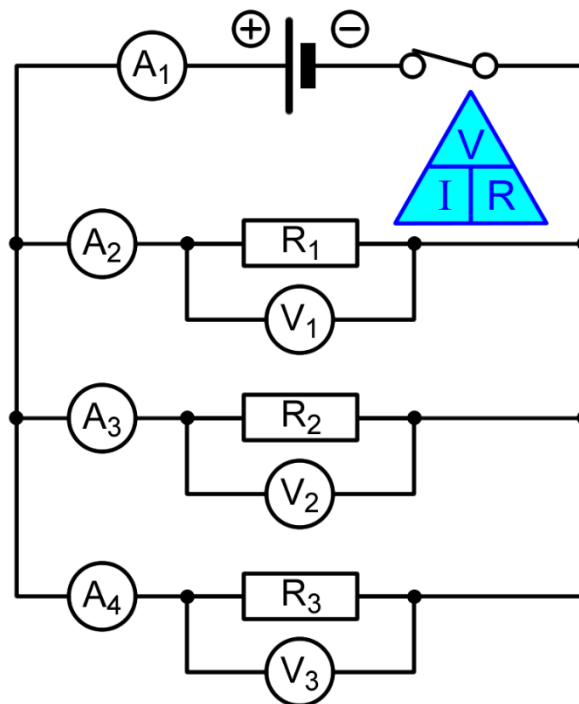 A₁
+
−
V
I R
A₂
R₁
V₁
A₃
R₂
V₂
A₄
R₃
V₃